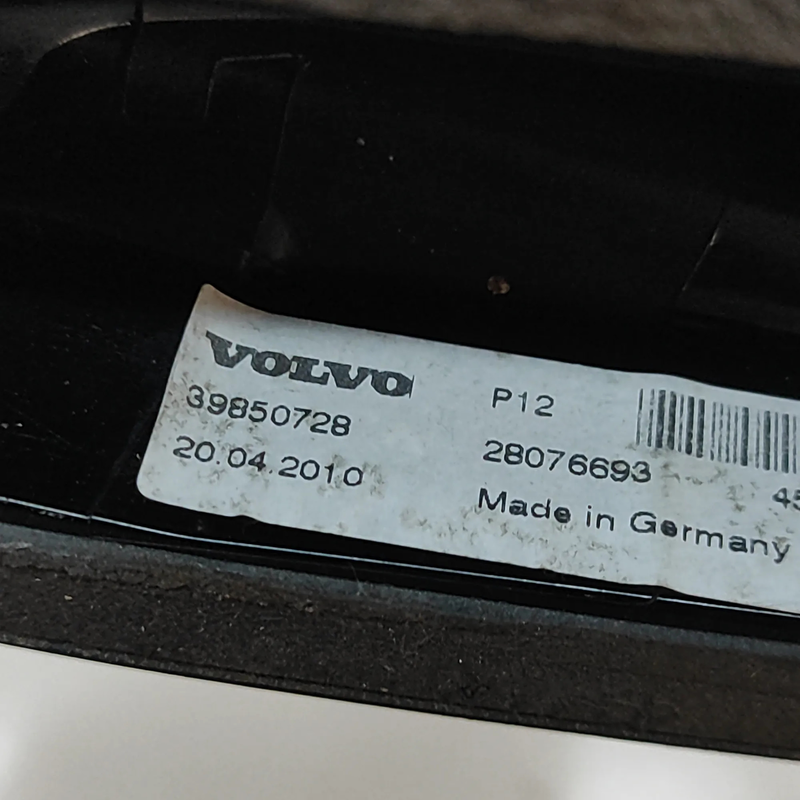 VOLVO
39850728
20.04.2010
P12
28076693
Made in Germany